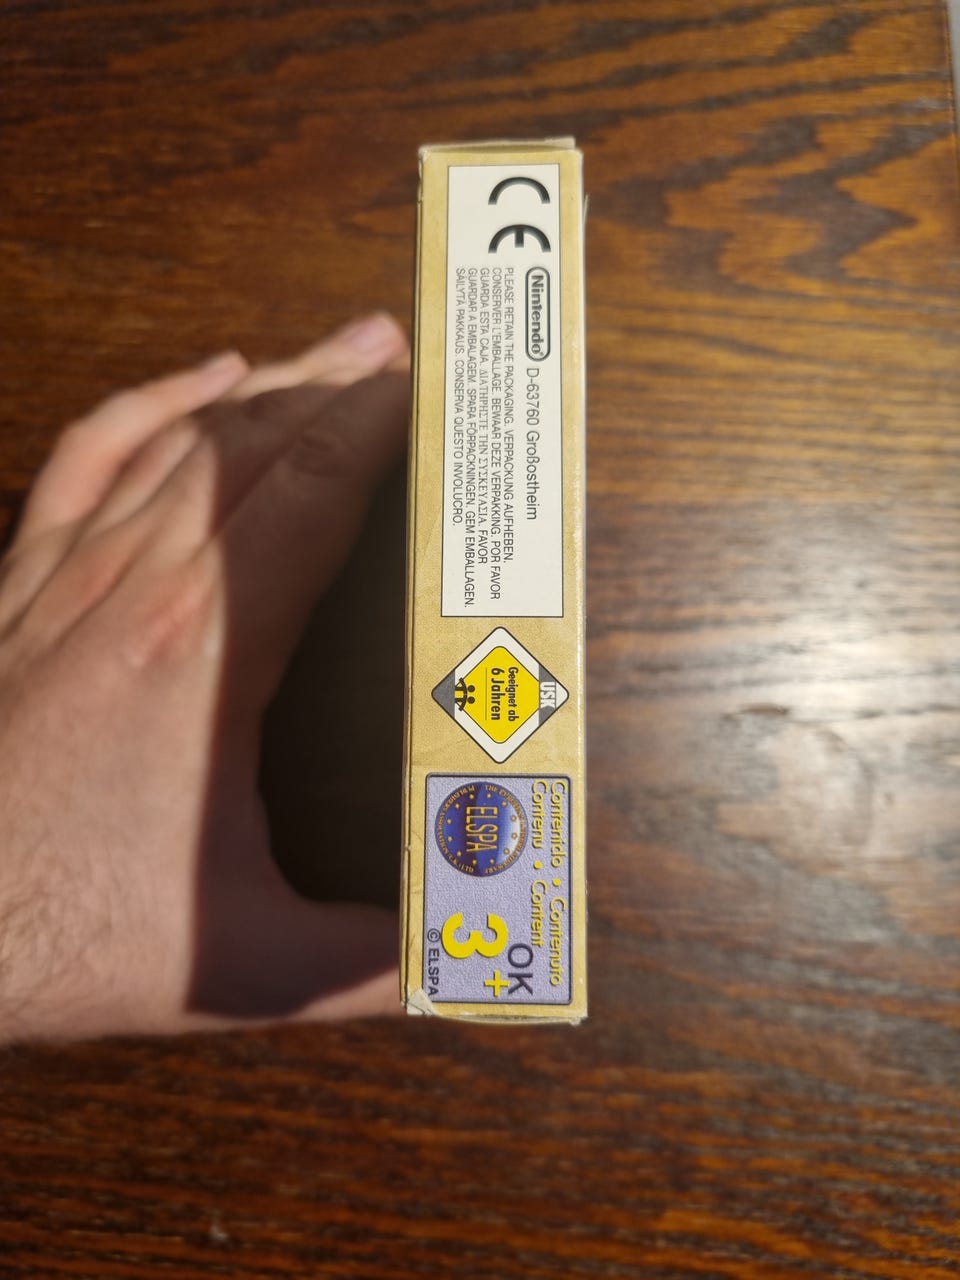 CE
Nintendo® D-63760 Großostheim
PLEASE RETAIN THE PACKAGING. VERPACKUNG AUFHEBEN.
CONSERVER L'EMBALLAGE. BEWAAR DEZE VERPAKKING. POR FAVOR
GUARDA ESTA CAJA. ΔΙΑΤΗΡΗΣΤΕ ΤΗΝ ΣΥΣΚΕΥΑΣΙΑ. FAVOR
GUARDAR A EMBALAGEM. SPARA FÖRPACKNINGEN. GEM EMBALLAGEN.
SÄILYTÄ PAKKAUS. CONSERVA QUESTO INVOLUCRO.
USK
Geeignet ab
6 Jahren
Contenido • Contenuto
Contenu • Content
ELSPA
OK
3+
© ELSPA